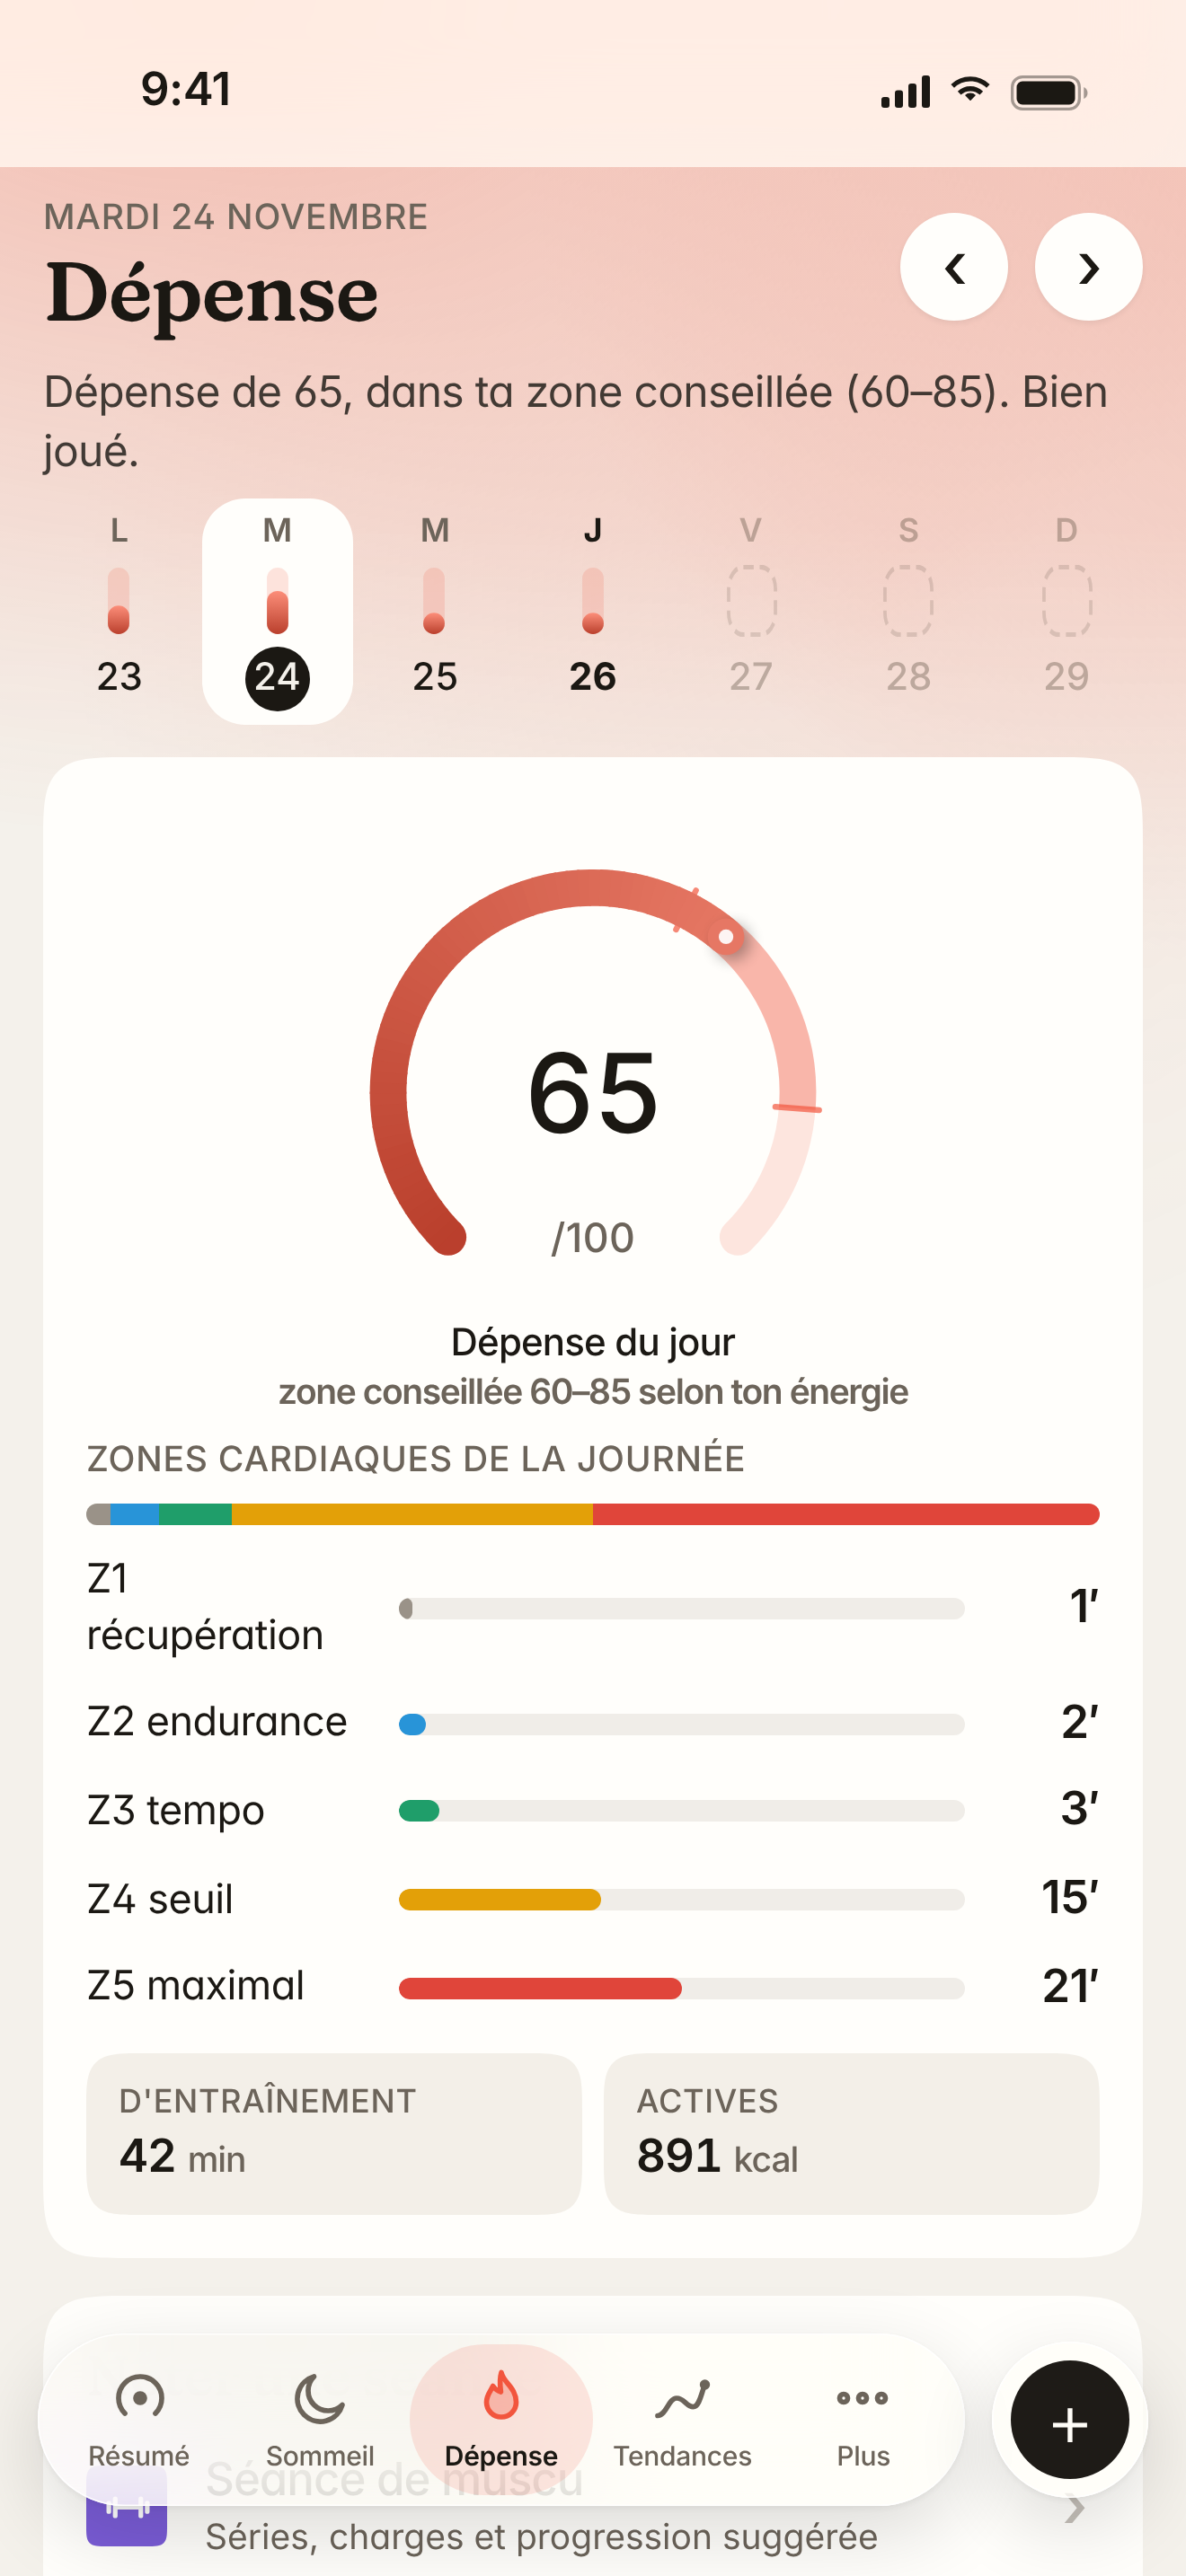 9:41
MARDI 24 NOVEMBRE
Dépense
Dépense de 65, dans ta zone conseillée (60–85). Bien
joué.
L M M J V S D
23 24 25 26 27 28 29
65
/100
Dépense du jour
zone conseillée 60–85 selon ton énergie
ZONES CARDIAQUES DE LA JOURNÉE
Z1
récupération
1′
Z2 endurance 2′
Z3 tempo 3′
Z4 seuil 15′
Z5 maximal 21′
D'ENTRAÎNEMENT ACTIVES
42 min 891 kcal
Résumé Sommeil Dépense Tendances Plus
Séance de muscu
Séries, charges et progression suggérée